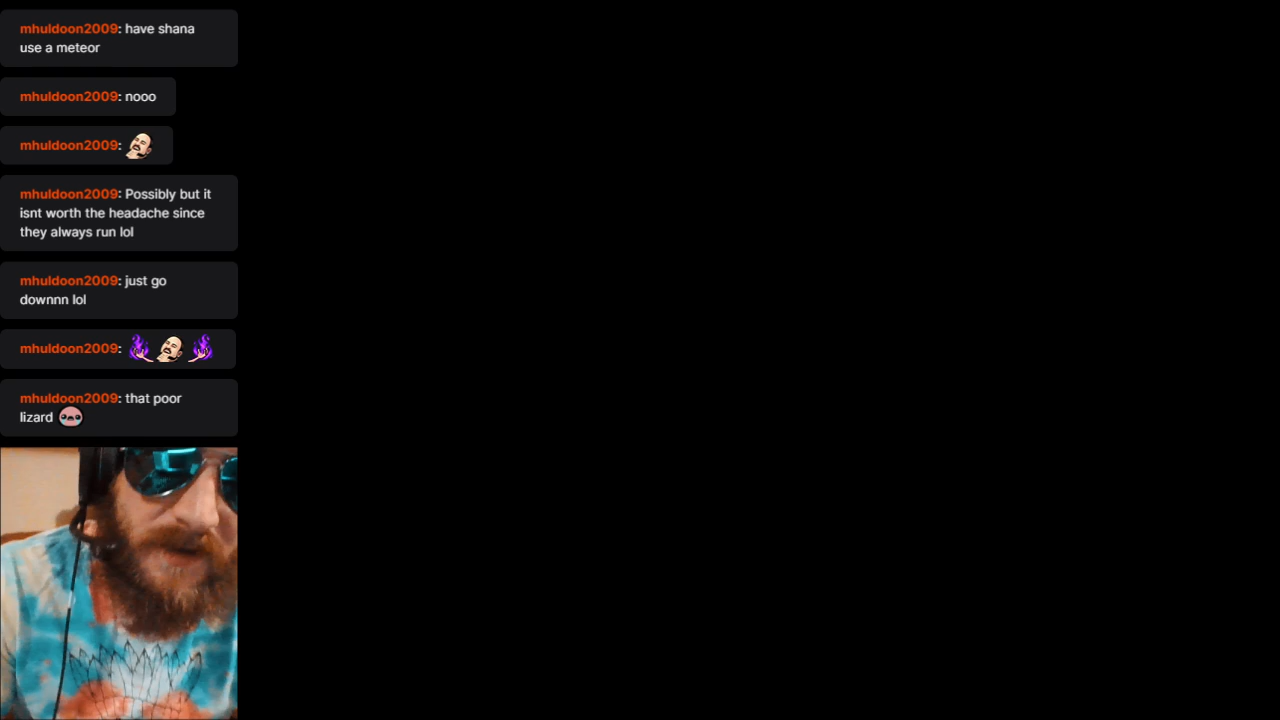 mhuldoon2009: have shana
use a meteor
mhuldoon2009: nooo
mhuldoon2009:
mhuldoon2009: Possibly but it
isnt worth the headache since
they always run lol
mhuldoon2009: just go
downnn lol
mhuldoon2009:
mhuldoon2009: that poor
lizard